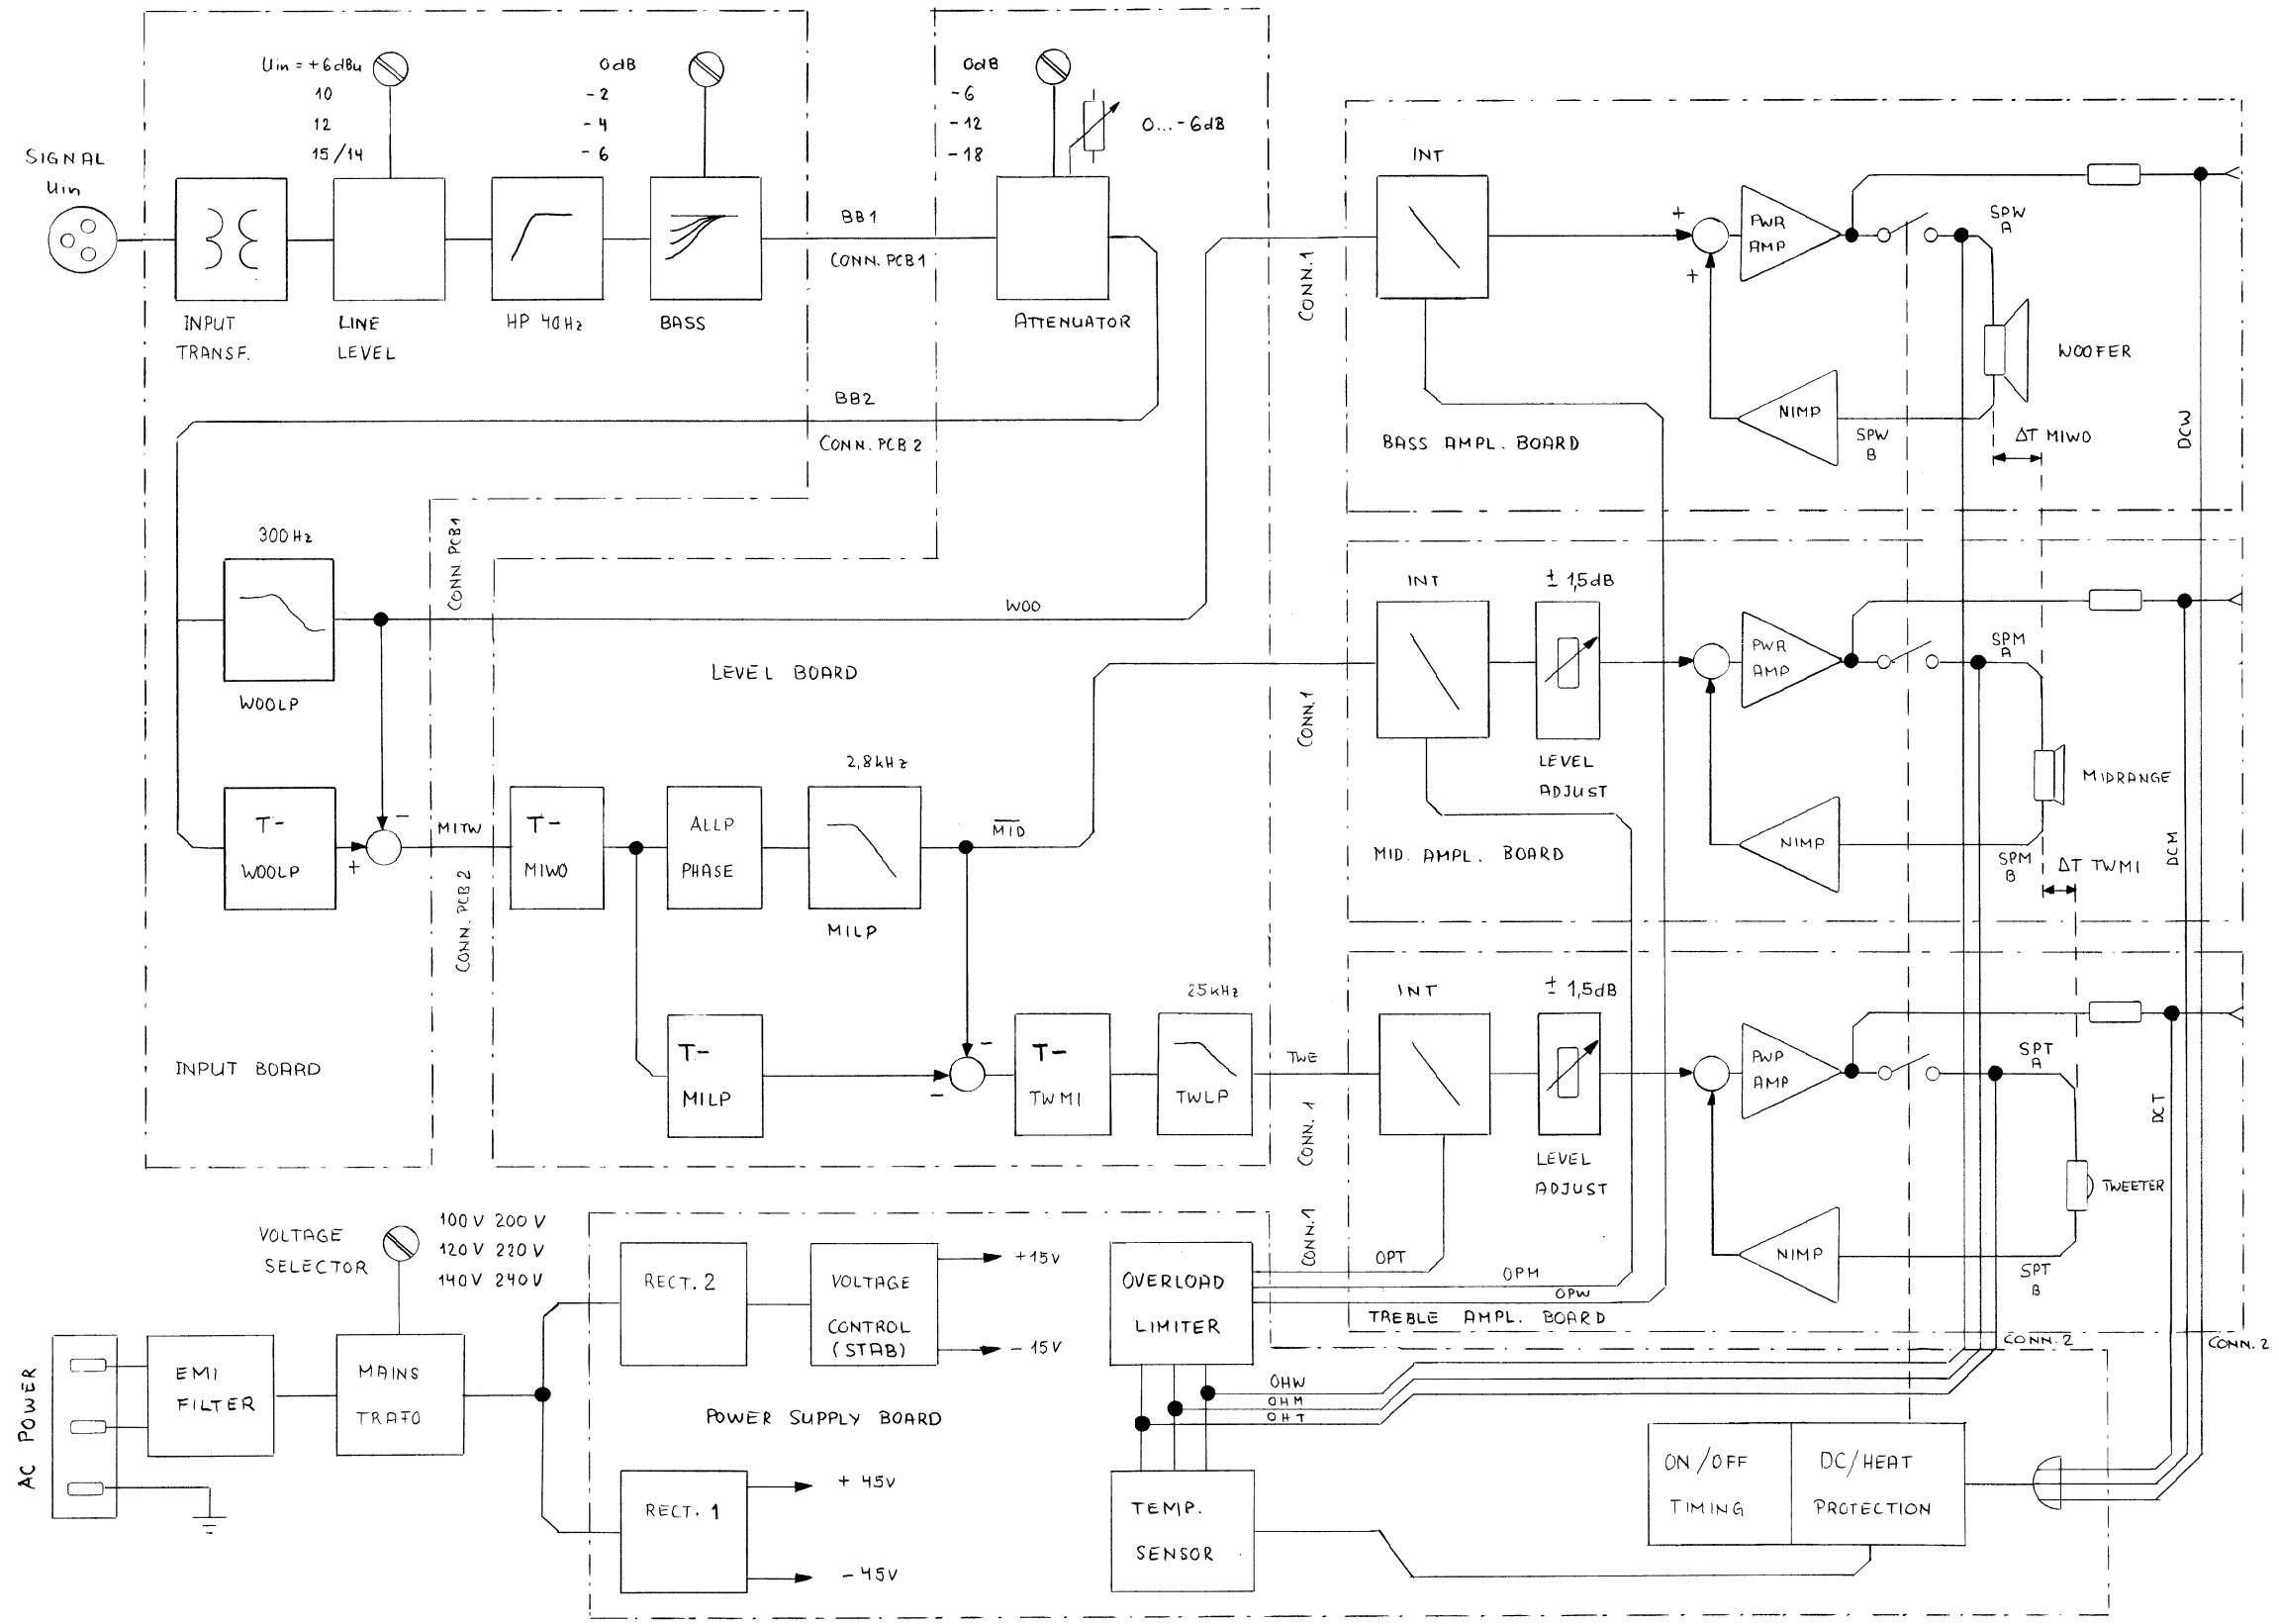 SIGNAL
Uin
Uin = +6dBu
10
12
15/14
0dB
- 2
- 4
- 6
0dB
- 6
- 12
- 18
0...-6dB
INPUT
TRANSF.
LINE
LEVEL
HP 40Hz
BASS
BB1
CONN. PCB1
ATTENUATOR
BB2
CONN. PCB 2
300Hz
WOOLP
T-
WOOLP
+
-
MITW
CONN. PCB1
CONN. PCB 2
INPUT BOARD
WOO
LEVEL BOARD
T-
MIWO
ALLP
PHASE
2,8kHz
MILP
MID
T-
MILP
-
-
T-
TWMI
25kHz
TWLP
TWE
CONN.1
CONN.1
CONN. 1
CONN.1
INT
+
+
PWR
AMP
SPW
A
WOOFER
NIMP
SPW
B
ΔT MIWO
DCW
BASS AMPL. BOARD
INT
± 1,5dB
LEVEL
ADJUST
PWR
AMP
SPM
A
MIDRANGE
NIMP
SPM
B
ΔT TWMI
DCM
MID. AMPL. BOARD
INT
± 1,5dB
LEVEL
ADJUST
PWP
AMP
SPT
A
TWEETER
NIMP
SPT
B
DCT
OPT
OPM
OPW
TREBLE AMPL. BOARD
CONN. 2
CONN. 2
VOLTAGE
SELECTOR
100V 200V
120V 220V
140V 240V
AC POWER
EMI
FILTER
MAINS
TRAFO
RECT. 2
VOLTAGE
CONTROL
(STAB)
+15V
- 15V
POWER SUPPLY BOARD
RECT. 1
+ 45V
- 45V
OVERLOAD
LIMITER
OHW
OHM
OHT
TEMP.
SENSOR
ON/OFF
TIMING
DC/HEAT
PROTECTION